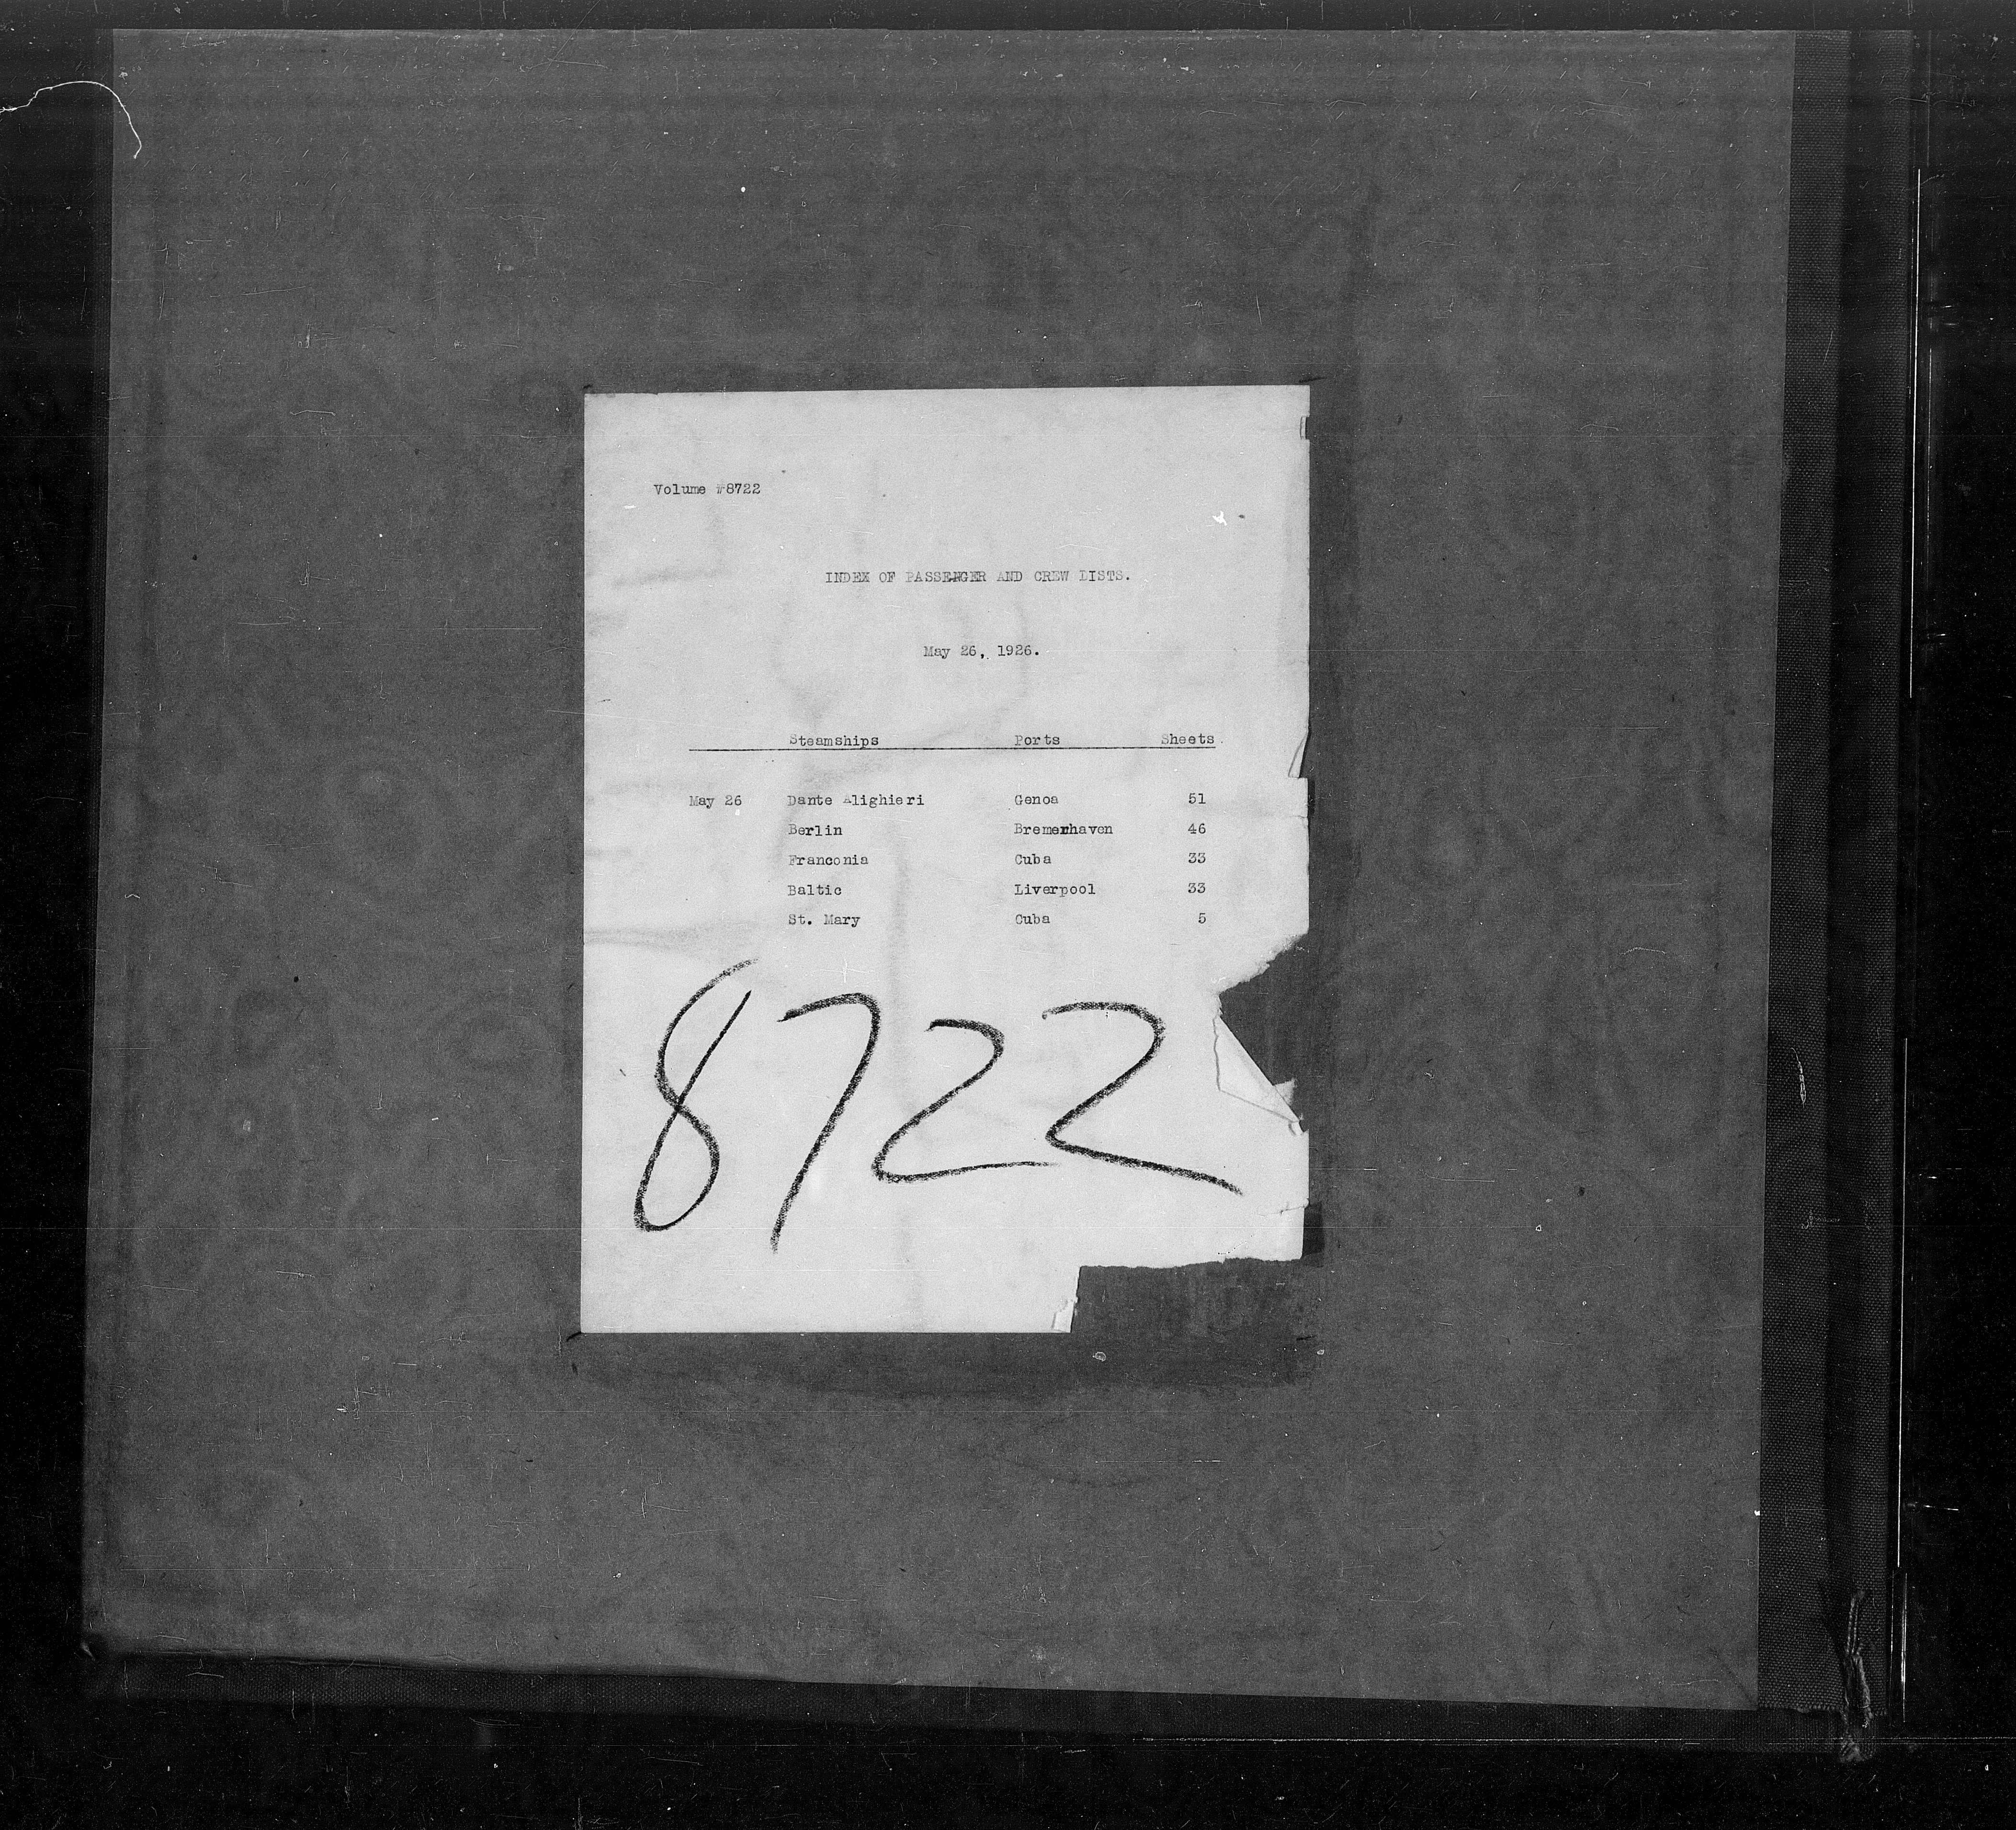 Volume #8722
INDEX OF PASSENGER AND CREW LISTS.
May 26, 1926.
Steamships Ports Sheets
May 26 Dante Alighieri Genoa 51
Berlin Bremerhaven 46
Franconia Cuba 33
Baltic Liverpool 33
St. Mary Cuba 5
8722